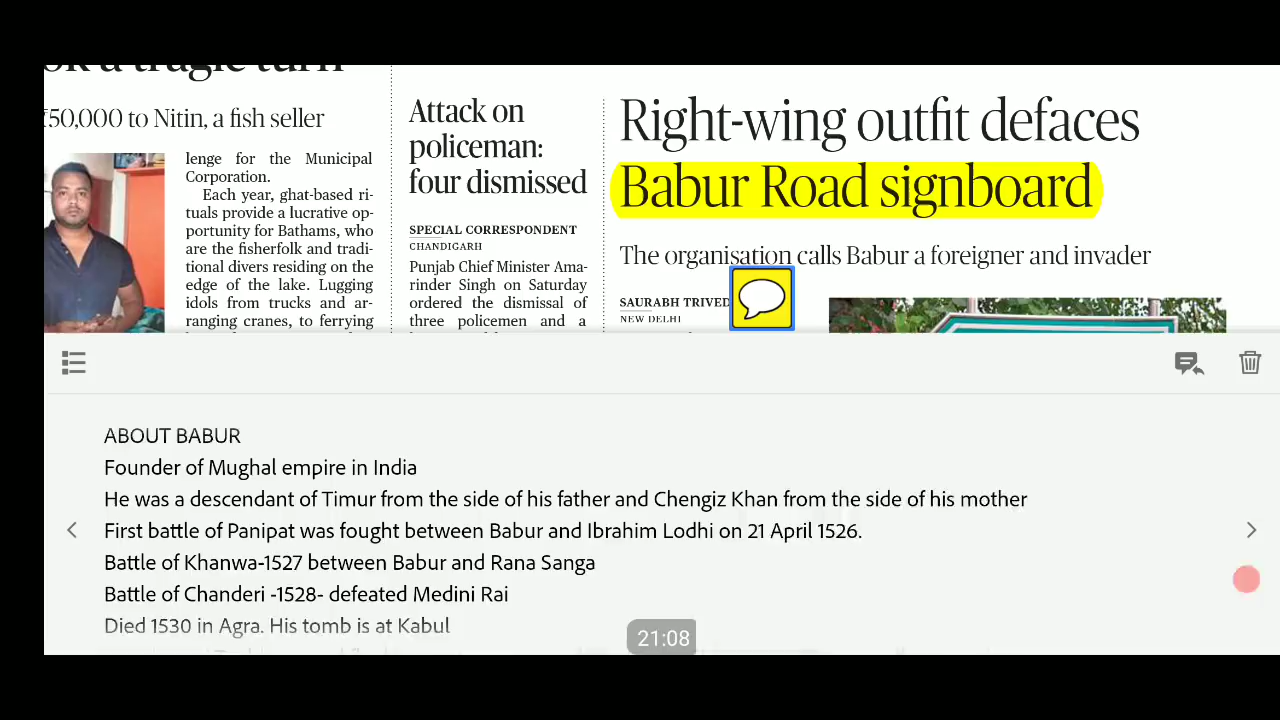 ok a tragic turn
₹50,000 to Nitin, a fish seller
lenge for the Municipal
Corporation.
Each year, ghat-based ri-
tuals provide a lucrative op-
portunity for Bathams, who
are the fisherfolk and tradi-
tional divers residing on the
edge of the lake. Lugging
idols from trucks and ar-
ranging cranes, to ferrying
Attack on
policeman:
four dismissed
SPECIAL CORRESPONDENT
CHANDIGARH
Punjab Chief Minister Ama-
rinder Singh on Saturday
ordered the dismissal of
three policemen and a
Right-wing outfit defaces
Babur Road signboard
The organisation calls Babur a foreigner and invader
SAURABH TRIVED
NEW DELHI
ABOUT BABUR
Founder of Mughal empire in India
He was a descendant of Timur from the side of his father and Chengiz Khan from the side of his mother
First battle of Panipat was fought between Babur and Ibrahim Lodhi on 21 April 1526.
Battle of Khanwa-1527 between Babur and Rana Sanga
Battle of Chanderi -1528- defeated Medini Rai
Died 1530 in Agra. His tomb is at Kabul
21:08